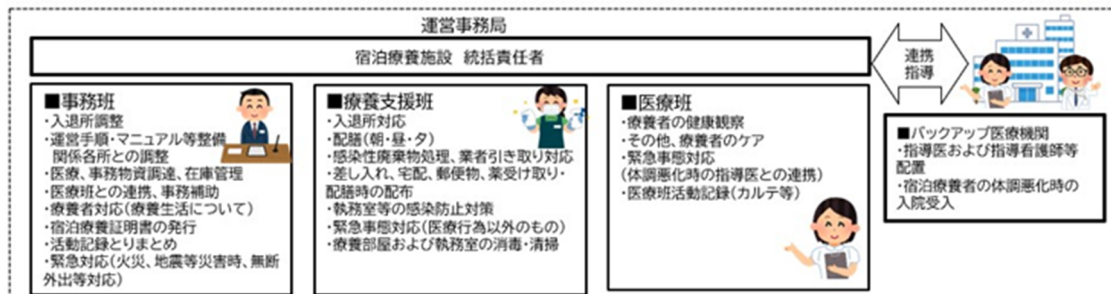 運営事務局
宿泊療養施設 統括責任者
連携
指導
■事務班
・入退所調整
・運営手順・マニュアル等整備
関係各所との調整
・医療、事務物資調達、在庫管理
・医療班との連携、事務補助
・療養者対応(療養生活について)
・宿泊療養証明書の発行
・活動記録とりまとめ
・緊急対応(火災、地震等災害時、無断
外出等対応)
■療養支援班
・入退所対応
・配膳(朝・昼・夕)
・感染性廃棄物処理、業者引き取り対応
・差し入れ、宅配、郵便物、薬受け取り・
配膳時の配布
・執務室等の感染防止対策
・緊急事態対応(医療行為以外のもの)
・療養部屋および執務室の消毒・清掃
■医療班
・療養者の健康観察
・その他、療養者のケア
・緊急事態対応
(体調悪化時の指導医との連携)
・医療班活動記録(カルテ等)
■バックアップ医療機関
・指導医および指導看護師等
配置
・宿泊療養者の体調悪化時の
入院受入